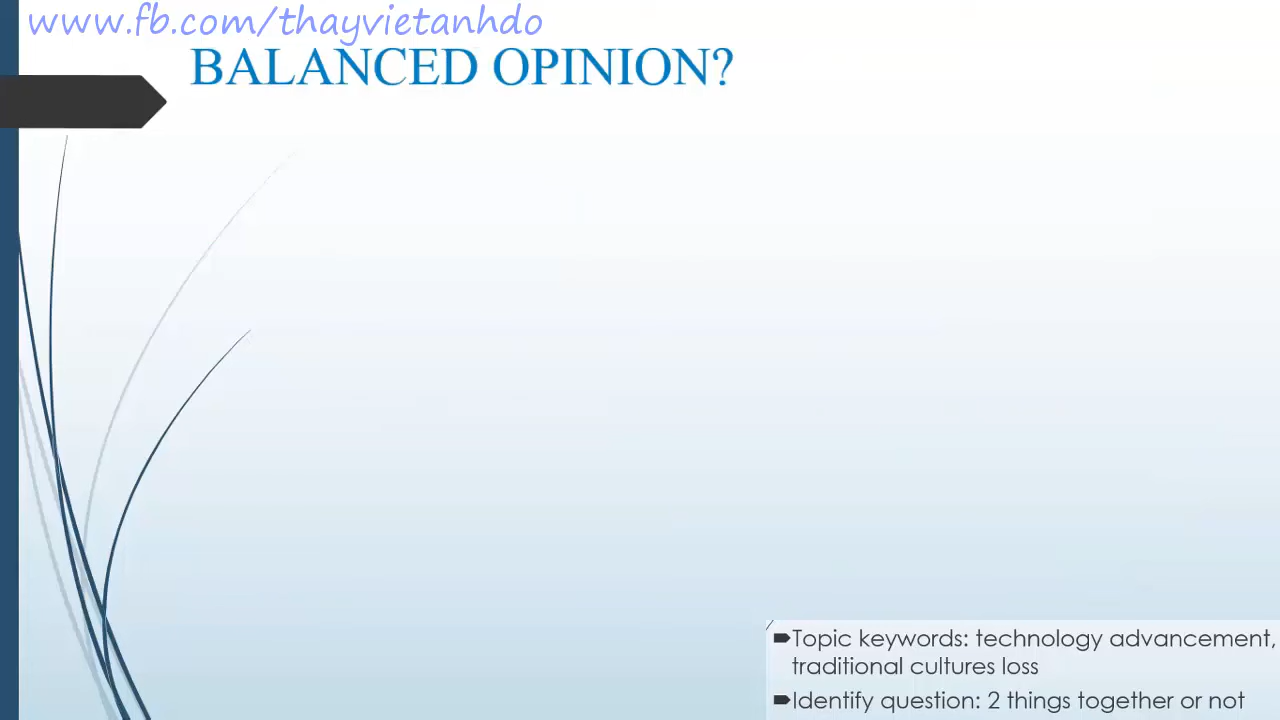 www.fb.com/thayvietanhdo
BALANCED OPINION?
Topic keywords: technology advancement,
traditional cultures loss
Identify question: 2 things together or not